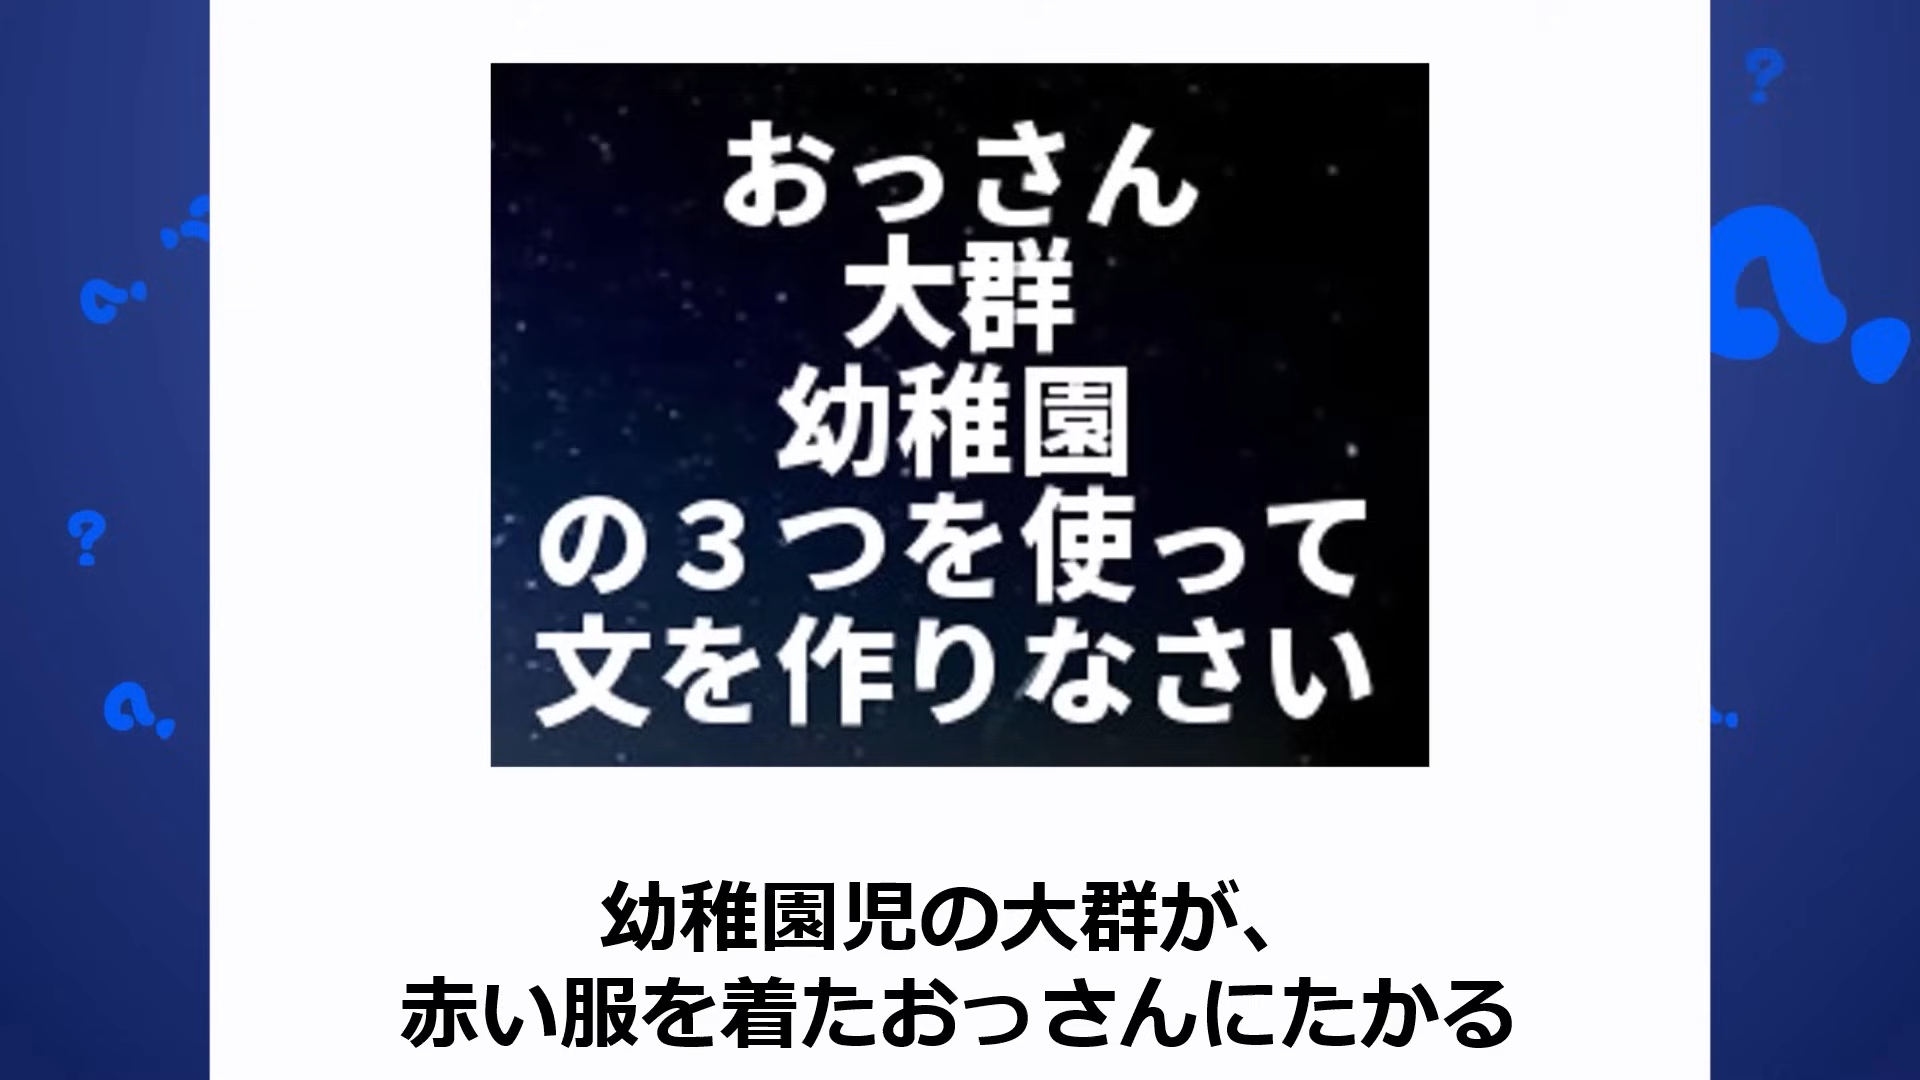 おっさん
大群
幼稚園
の３つを使って
文を作りなさい
幼稚園児の大群が、
赤い服を着たおっさんにたかる